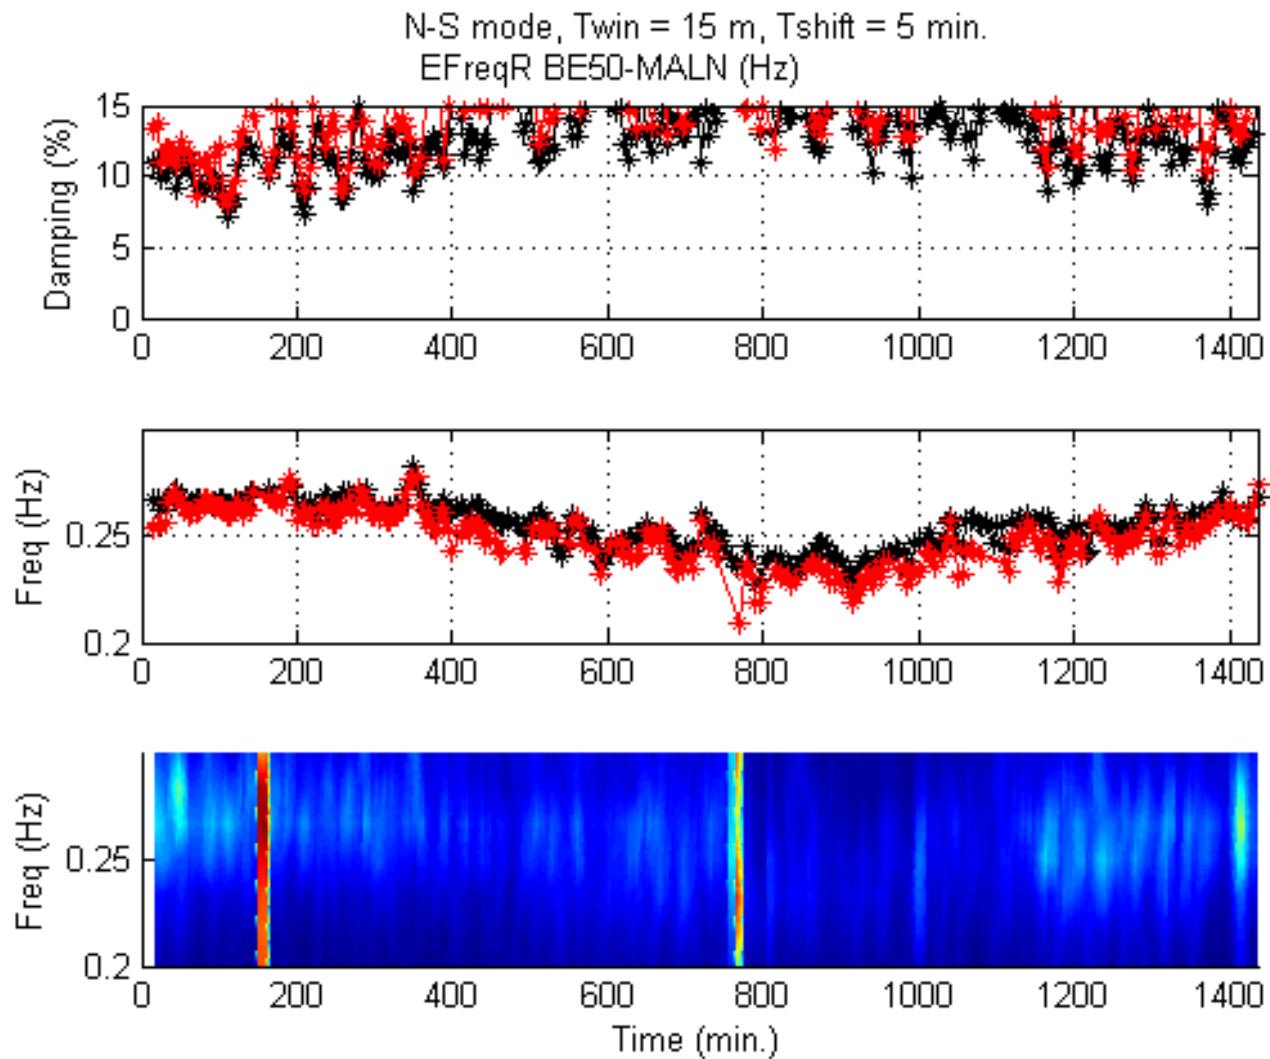 N-S mode, Twin = 15 m, Tshift = 5 min.
EFreqR BE50-MALN (Hz)
Damping (%)
15
10
5
0
0 200 400 600 800 1000 1200 1400
Freq (Hz)
0.25
0.2
0 200 400 600 800 1000 1200 1400
Freq (Hz)
0.25
0.2
0 200 400 600 800 1000 1200 1400
Time (min.)